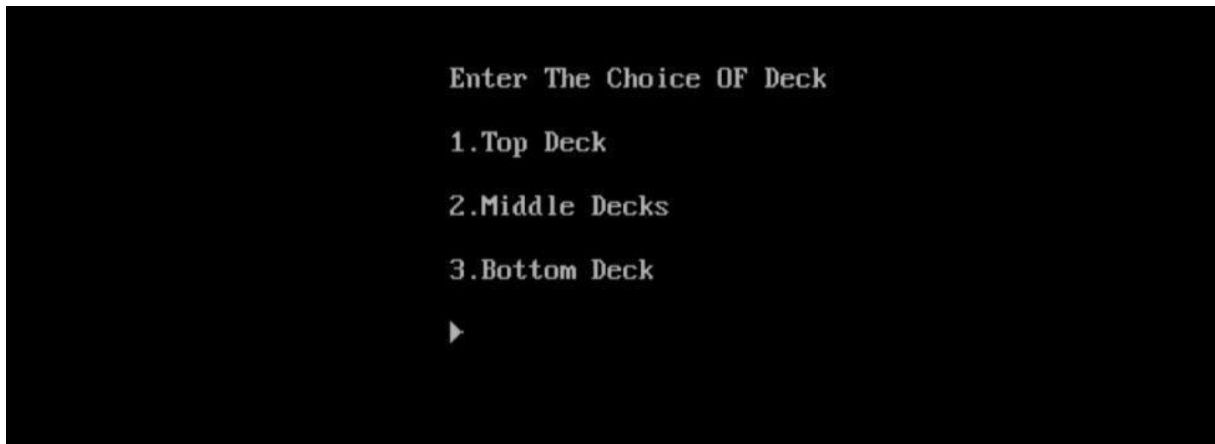 Enter The Choice OF Deck
1.Top Deck
2.Middle Decks
3.Bottom Deck